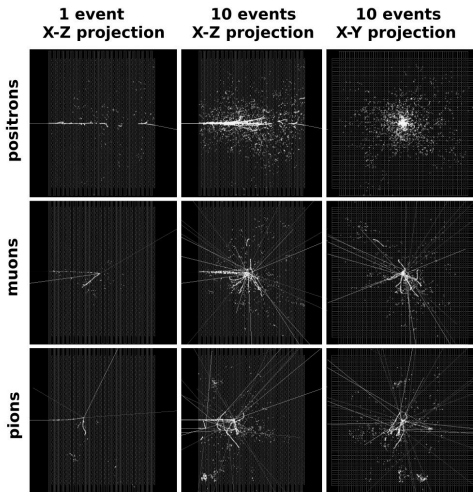 1 event
X-Z projection
10 events
X-Z projection
10 events
X-Y projection
positrons
muons
pions